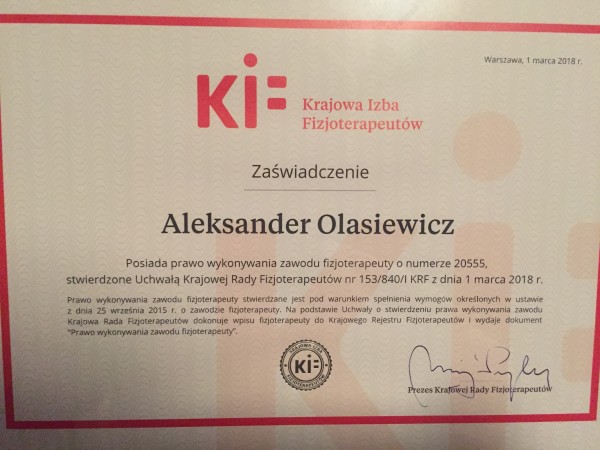 Warszawa, 1 marca 2018 r.
KIF
Krajowa Izba
Fizjoterapeutów
Zaświadczenie
Aleksander Olasiewicz
Posiada prawo wykonywania zawodu fizjoterapeuty o numerze 20555,
stwierdzone Uchwałą Krajowej Rady Fizjoterapeutów nr 153/840/I KRF z dnia 1 marca 2018 r.
Prawo wykonywania zawodu fizjoterapeuty stwierdzane jest pod warunkiem spełnienia wymogów określonych w ustawie
z dnia 25 września 2015 r. o zawodzie fizjoterapeuty. Na podstawie Uchwały o stwierdzeniu prawa wykonywania zawodu
Krajowa Rada Fizjoterapeutów dokonuje wpisu fizjoterapeuty do Krajowego Rejestru Fizjoterapeutów i wydaje dokument
"Prawo wykonywania zawodu fizjoterapeuty".
KRAJOWA IZBA
KIF
FIZJOTERAPEUTÓW
Prezes Krajowej Rady Fizjoterapeutów